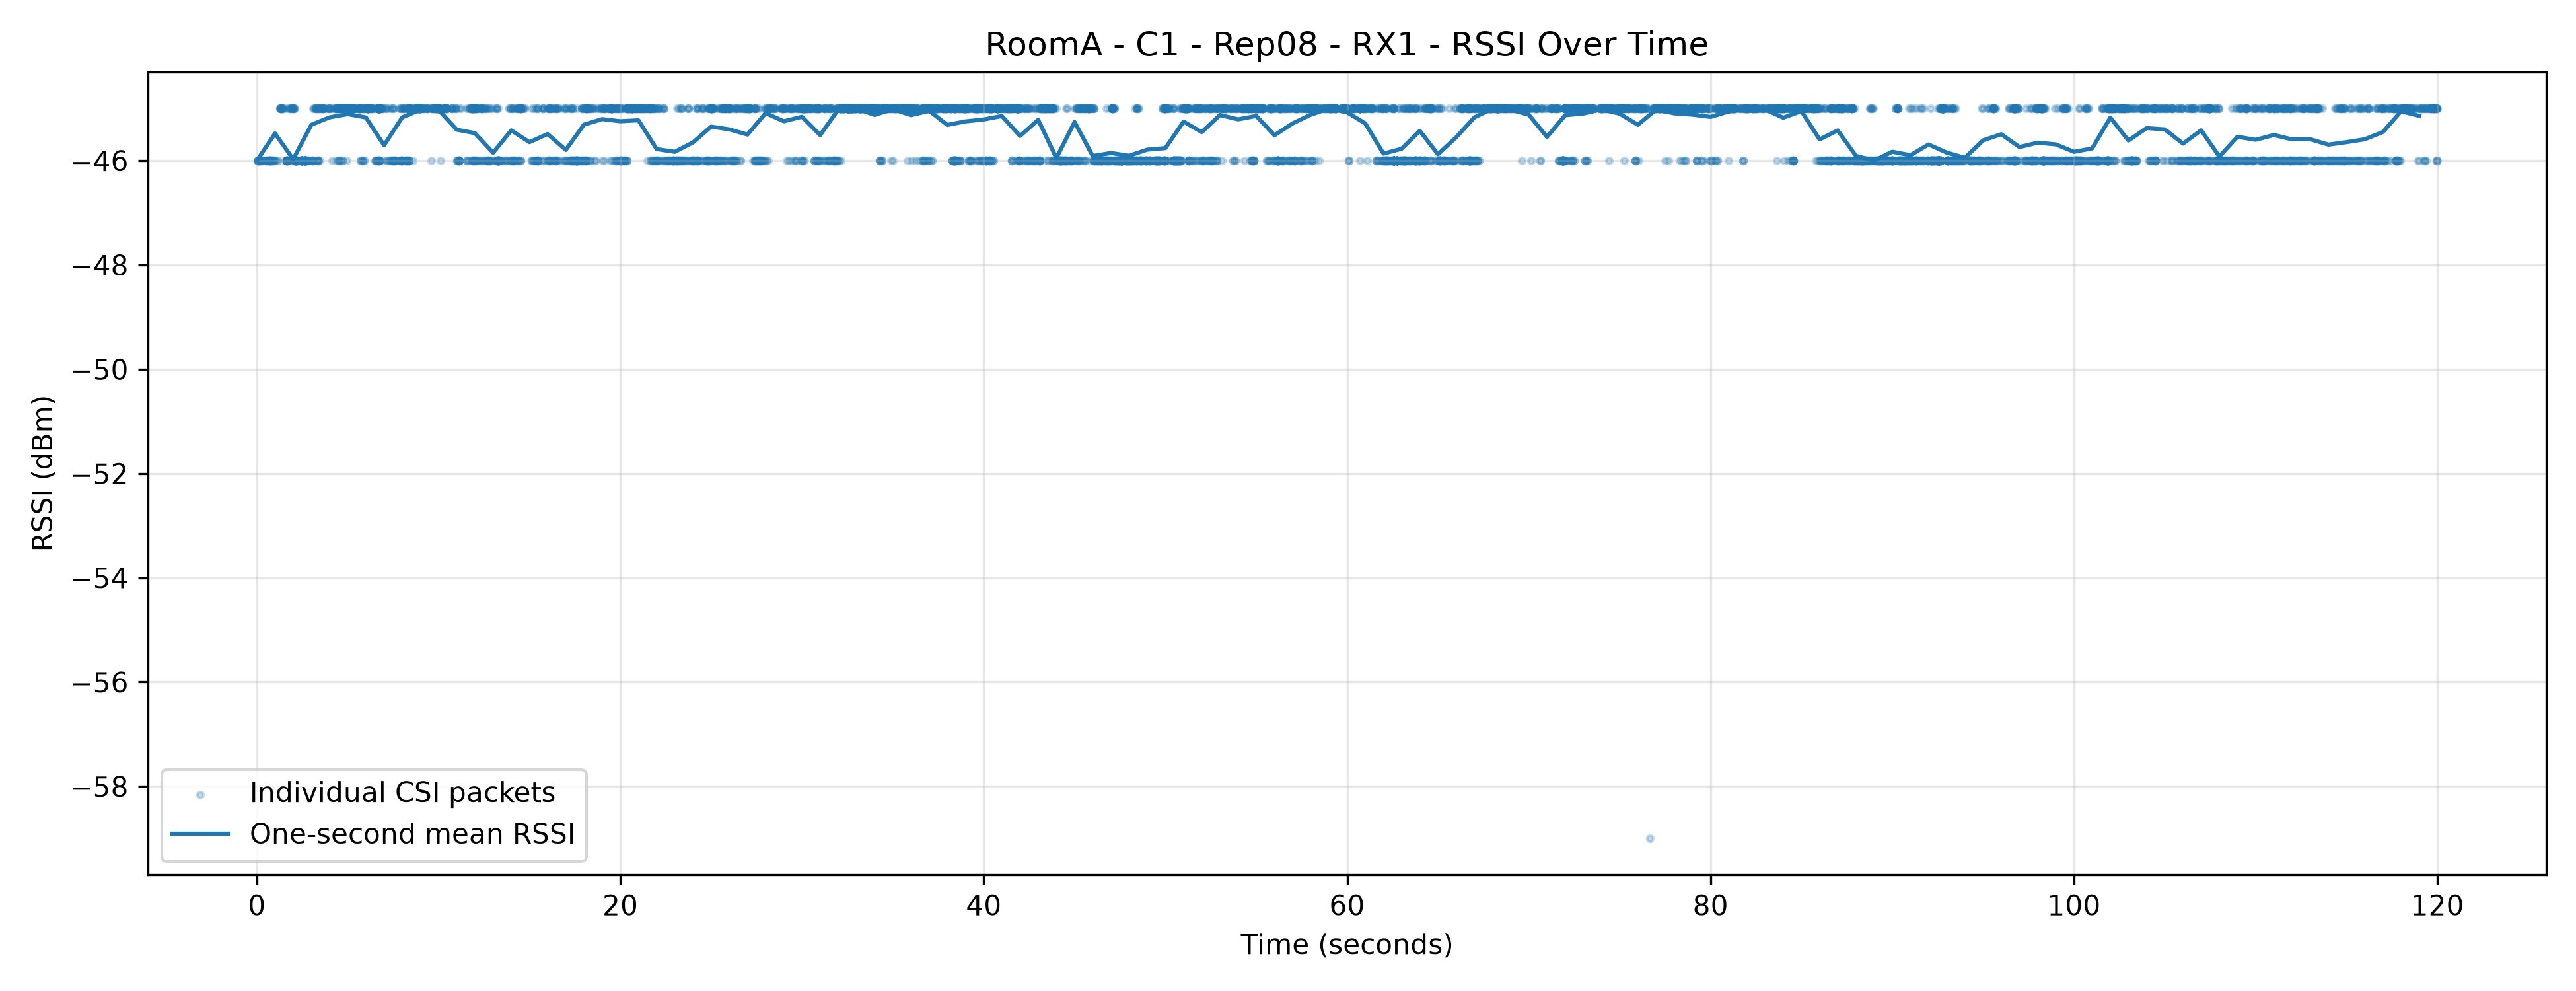 RoomA - C1 - Rep08 - RX1 - RSSI Over Time
RSSI (dBm)
−46
−48
−50
−52
−54
−56
−58
Individual CSI packets
One-second mean RSSI
0 20 40 60 80 100 120
Time (seconds)